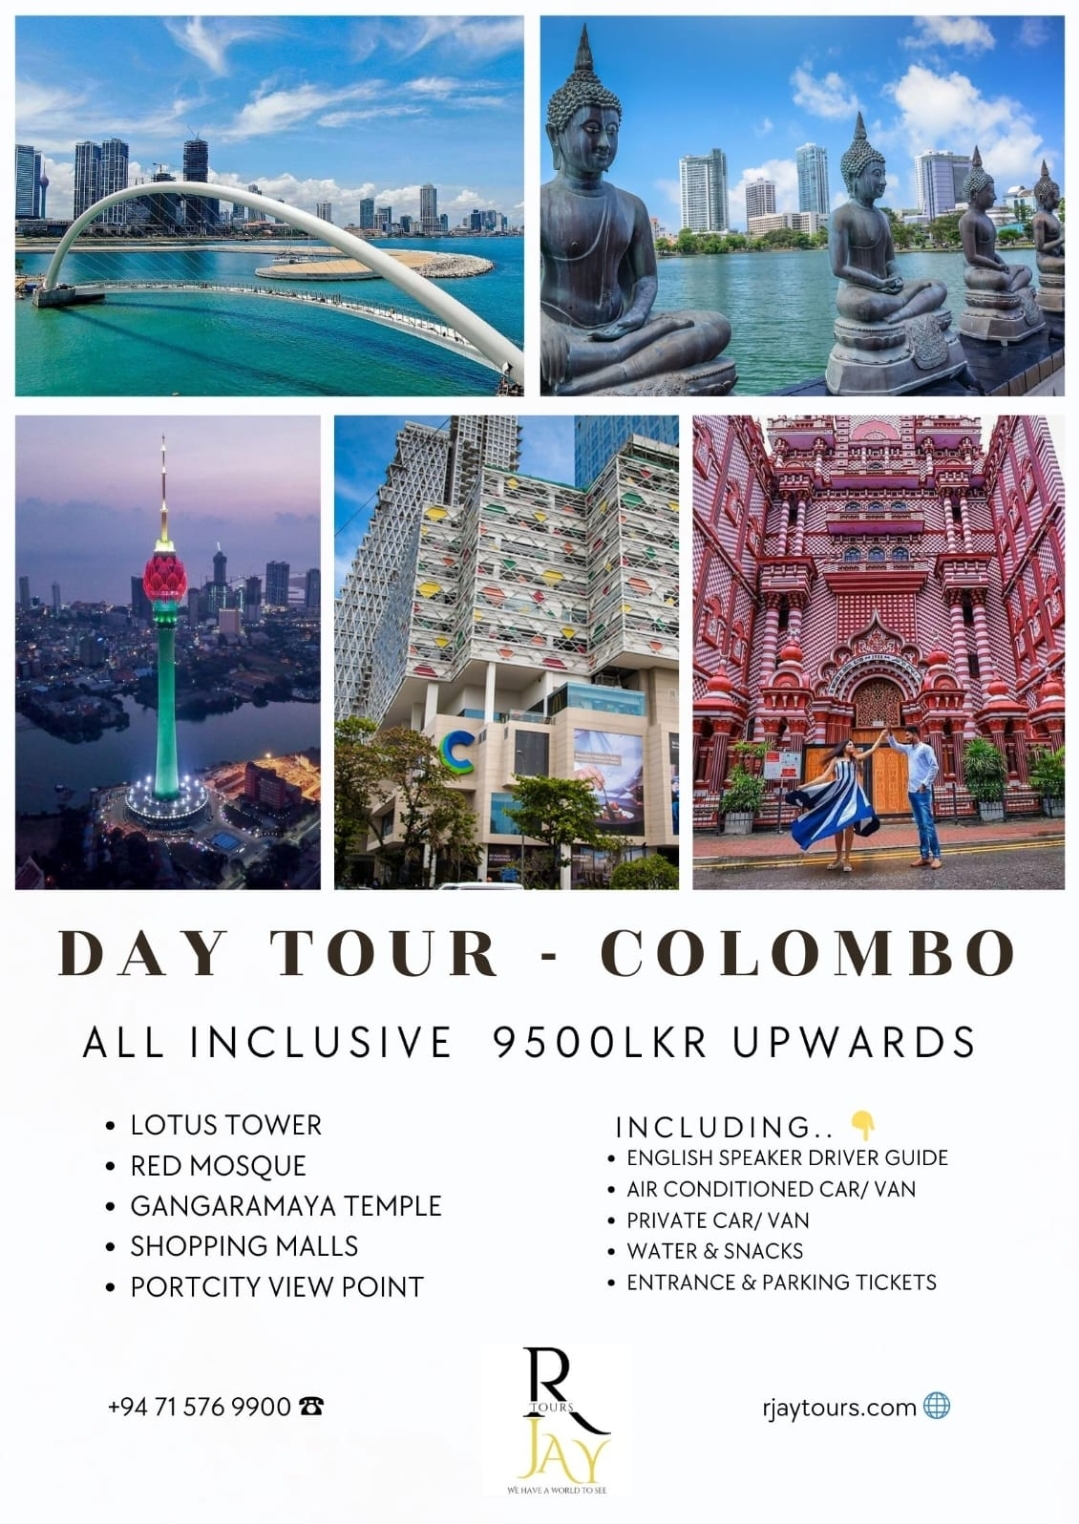 DAY TOUR - COLOMBO
ALL INCLUSIVE 9500LKR UPWARDS
• LOTUS TOWER
• RED MOSQUE
• GANGARAMAYA TEMPLE
• SHOPPING MALLS
• PORTCITY VIEW POINT
INCLUDING.. 👇
• ENGLISH SPEAKER DRIVER GUIDE
• AIR CONDITIONED CAR/ VAN
• PRIVATE CAR/ VAN
• WATER & SNACKS
• ENTRANCE & PARKING TICKETS
+94 71 576 9900 ☎
R
TOURS
JAY
WE HAVE A WORLD TO SEE
rjaytours.com 🌐